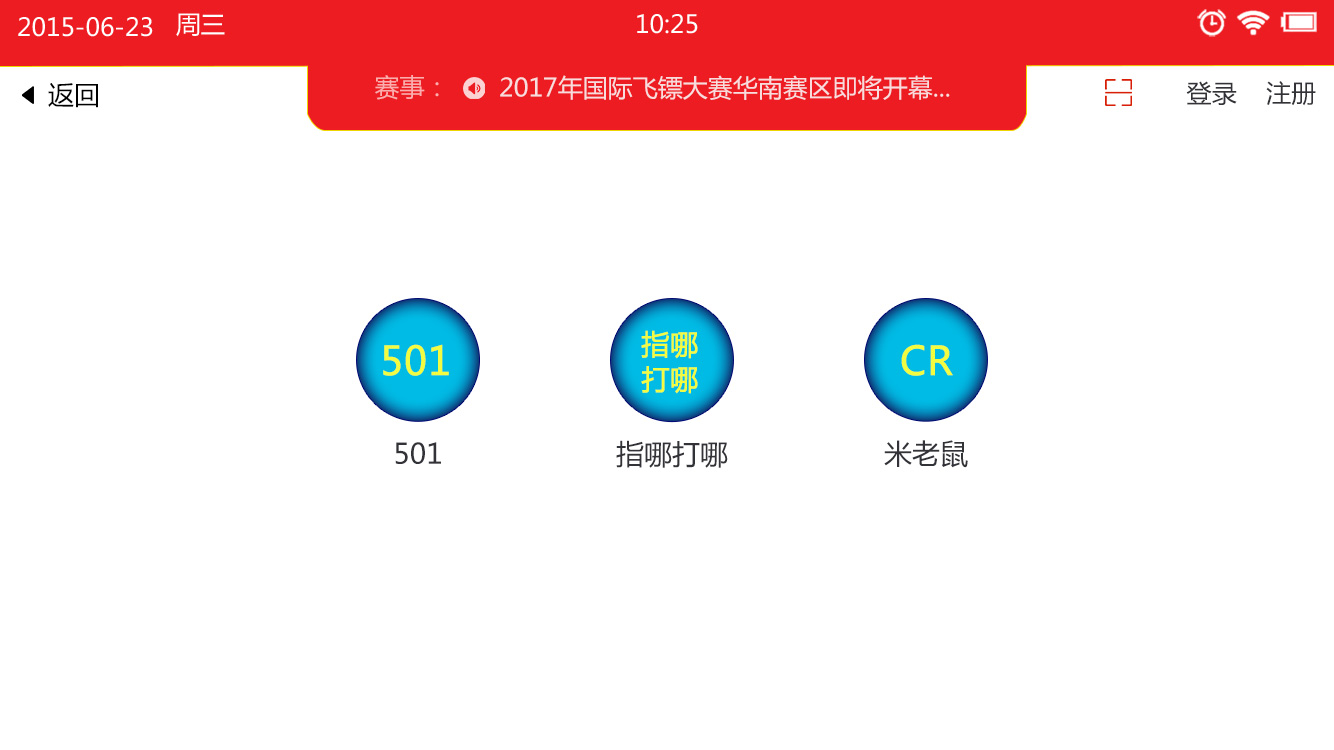 2015-06-23 周三
10:25
返回
赛事： 2017年国际飞镖大赛华南赛区即将开幕...
登录 注册
501
指哪
打哪
CR
501
指哪打哪
米老鼠